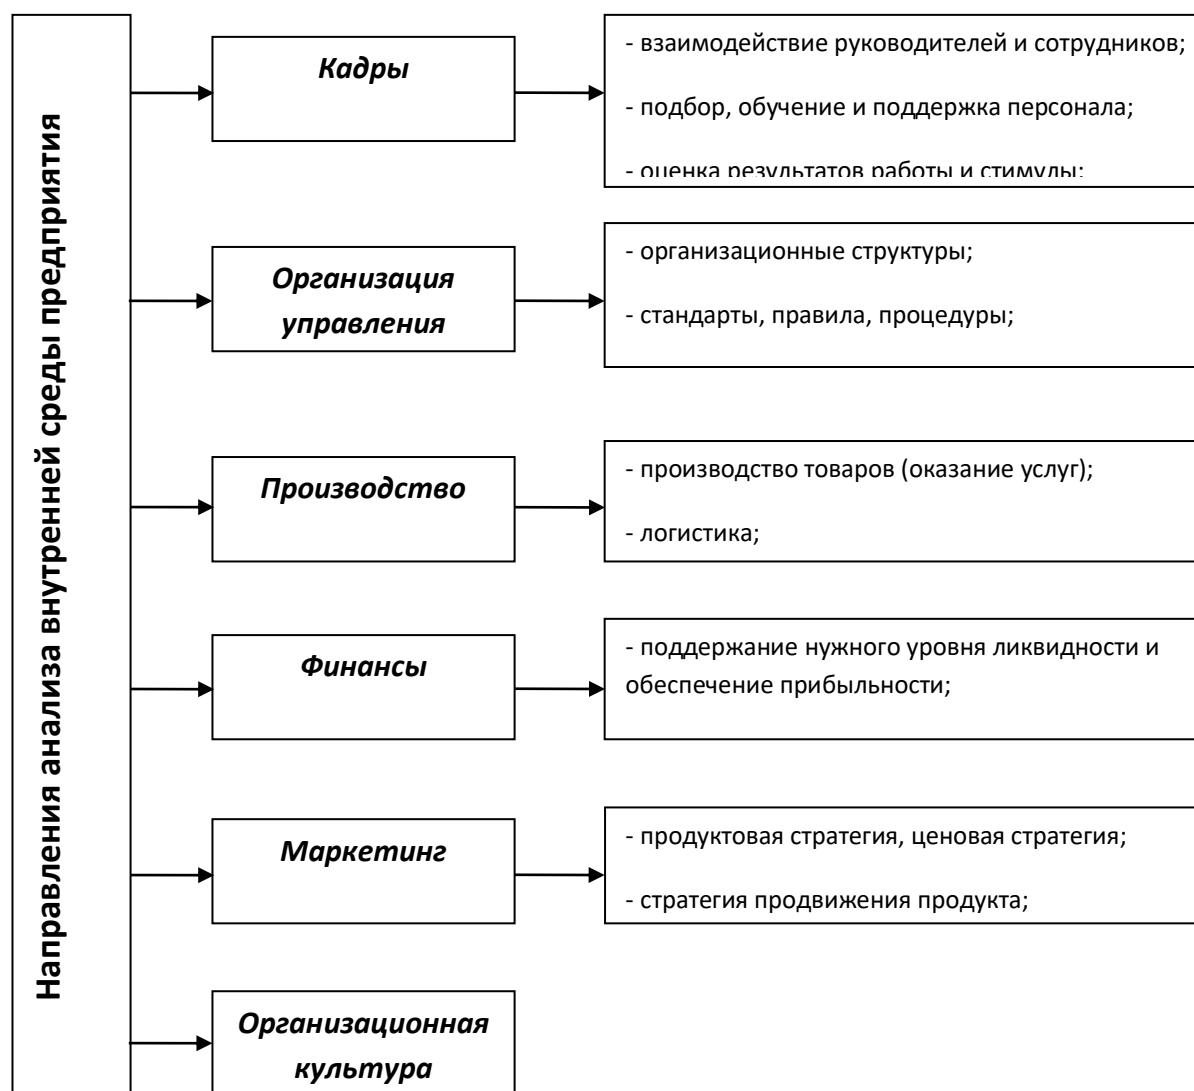 Направления анализа внутренней среды предприятия
Кадры
- взаимодействие руководителей и сотрудников;
- подбор, обучение и поддержка персонала;
- оценка результатов работы и стимулы;
Организация
управления
- организационные структуры;
- стандарты, правила, процедуры;
Производство
- производство товаров (оказание услуг);
- логистика;
Финансы
- поддержание нужного уровня ликвидности и
обеспечение прибыльности;
Маркетинг
- продуктовая стратегия, ценовая стратегия;
- стратегия продвижения продукта;
Организационная
культура